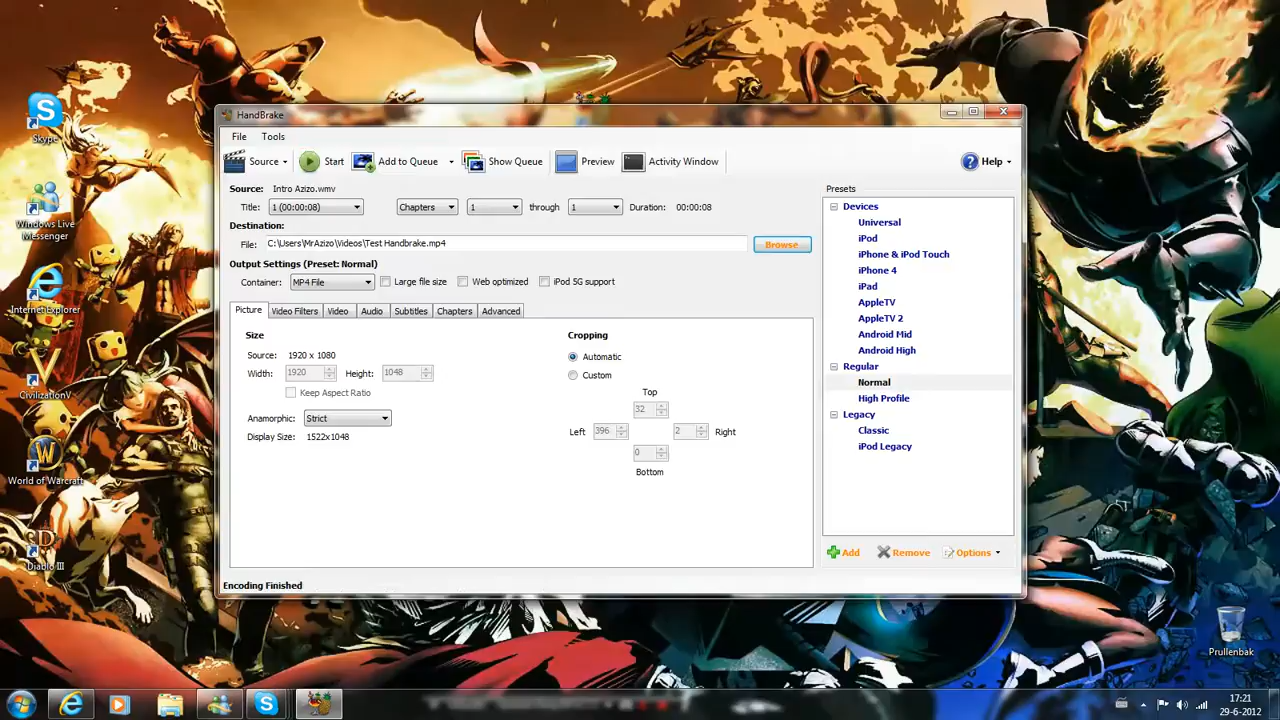 HandBrake
File Tools
Source Start Add to Queue Show Queue Preview Activity Window Help
Source: Intro Azizo.wmv
Title: 1 (00:00:08) Chapters 1 through 1 Duration: 00:00:08
Destination:
File: C:\Users\MrAzizo\Videos\Test Handbrake.mp4 Browse
Output Settings (Preset: Normal)
Container: MP4 File Large file size Web optimized iPod 5G support
Picture Video Filters Video Audio Subtitles Chapters Advanced
Size
Source: 1920 x 1080
Width: 1920 Height: 1048
Keep Aspect Ratio
Anamorphic: Strict
Display Size: 1522x1048
Cropping
Automatic
Custom
Top
32
Left 396 2 Right
0
Bottom
Presets
Devices
Universal
iPod
iPhone & iPod Touch
iPhone 4
iPad
AppleTV
AppleTV 2
Android Mid
Android High
Regular
Normal
High Profile
Legacy
Classic
iPod Legacy
Add Remove Options
Encoding Finished
Skype
Windows Live
Messenger
Internet Explorer
CivilizationV
World of Warcraft
Diablo III
Prullenbak
17:21
29-6-2012